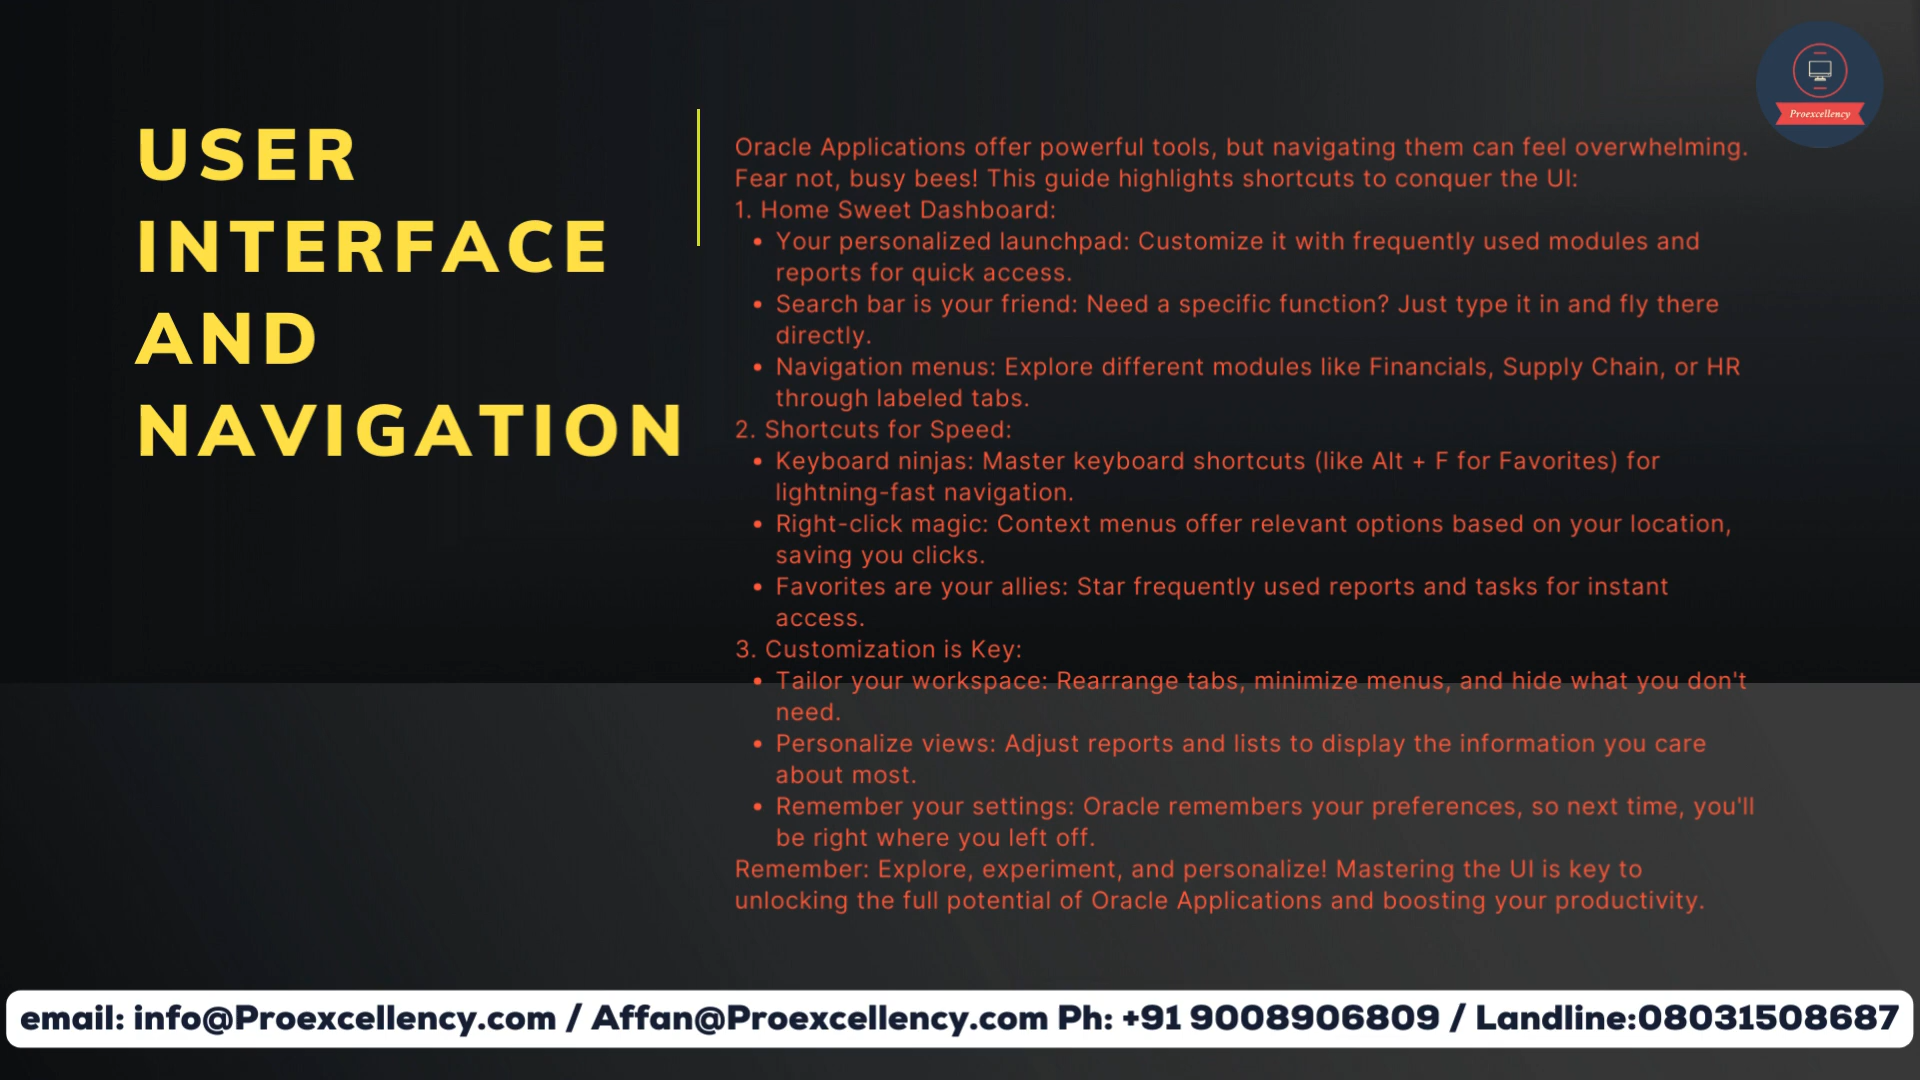 Proexcellency
USER
INTERFACE
AND
NAVIGATION
Oracle Applications offer powerful tools, but navigating them can feel overwhelming.
Fear not, busy bees! This guide highlights shortcuts to conquer the UI:
1. Home Sweet Dashboard:
• Your personalized launchpad: Customize it with frequently used modules and
reports for quick access.
• Search bar is your friend: Need a specific function? Just type it in and fly there
directly.
• Navigation menus: Explore different modules like Financials, Supply Chain, or HR
through labeled tabs.
2. Shortcuts for Speed:
• Keyboard ninjas: Master keyboard shortcuts (like Alt + F for Favorites) for
lightning-fast navigation.
• Right-click magic: Context menus offer relevant options based on your location,
saving you clicks.
• Favorites are your allies: Star frequently used reports and tasks for instant
access.
3. Customization is Key:
• Tailor your workspace: Rearrange tabs, minimize menus, and hide what you don't
need.
• Personalize views: Adjust reports and lists to display the information you care
about most.
• Remember your settings: Oracle remembers your preferences, so next time, you'll
be right where you left off.
Remember: Explore, experiment, and personalize! Mastering the UI is key to
unlocking the full potential of Oracle Applications and boosting your productivity.
email: info@Proexcellency.com / Affan@Proexcellency.com Ph: +91 9008906809 / Landline:08031508687